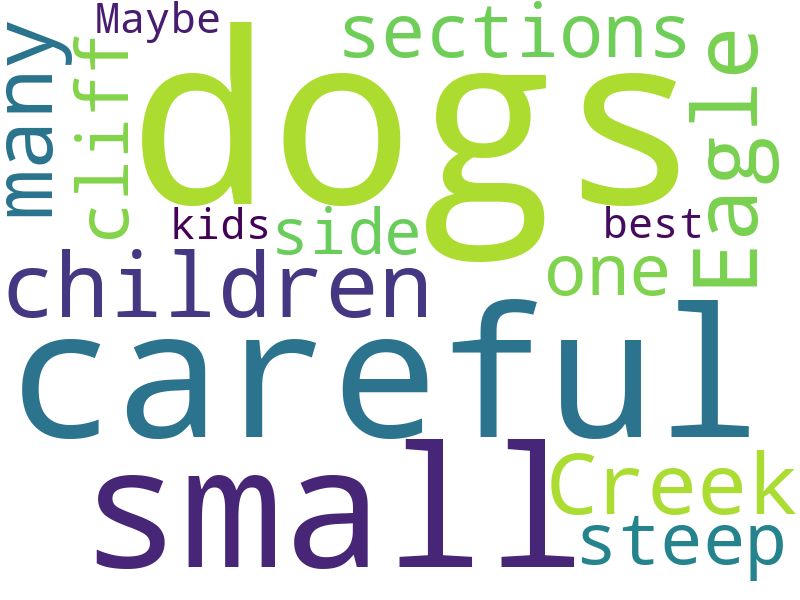 Maybe
sections
many
cliff
dogs
Eagle
kids
side
best
children
one
careful
small
Creek
steep